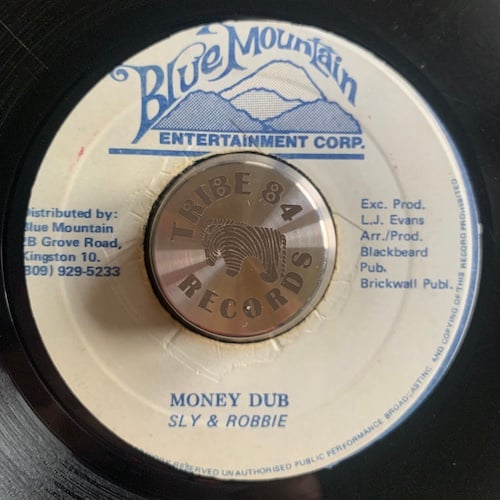 Blue Mountain
ENTERTAINMENT CORP.
Distributed by:
Blue Mountain
2B Grove Road,
Kingston 10.
809) 929-5233
TRIBE 84
RECORDS
Exc. Prod.
L.J. Evans
Arr./Prod.
Blackbeard
Pub.
Brickwall Publ.
MONEY DUB
SLY & ROBBIE
RESERVED UNAUTHORISED PUBLIC PERFORMANCE BROADCASTING AND COPYING OF THIS RECORD PROHIBITED